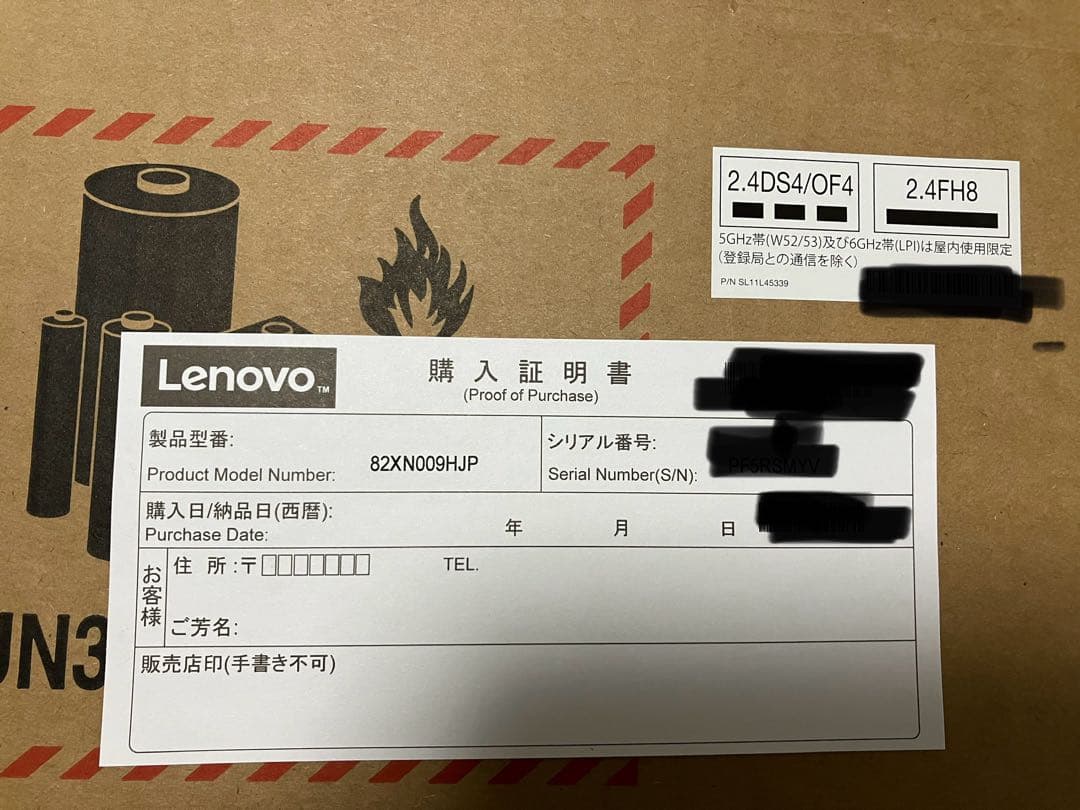 2.4DS4/OF4
2.4FH8
5GHz帯(W52/53)及び6GHz帯(LPI)は屋内使用限定
(登録局との通信を除く)
P/N SL11L45339
Lenovo™
購入証明書
(Proof of Purchase)
製品型番:
Product Model Number: 82XN009HJP
シリアル番号:
Serial Number(S/N):
購入日/納品日(西暦):
Purchase Date:
年 月 日
お客様
住 所:〒
TEL.
ご芳名:
販売店印(手書き不可)
UN3